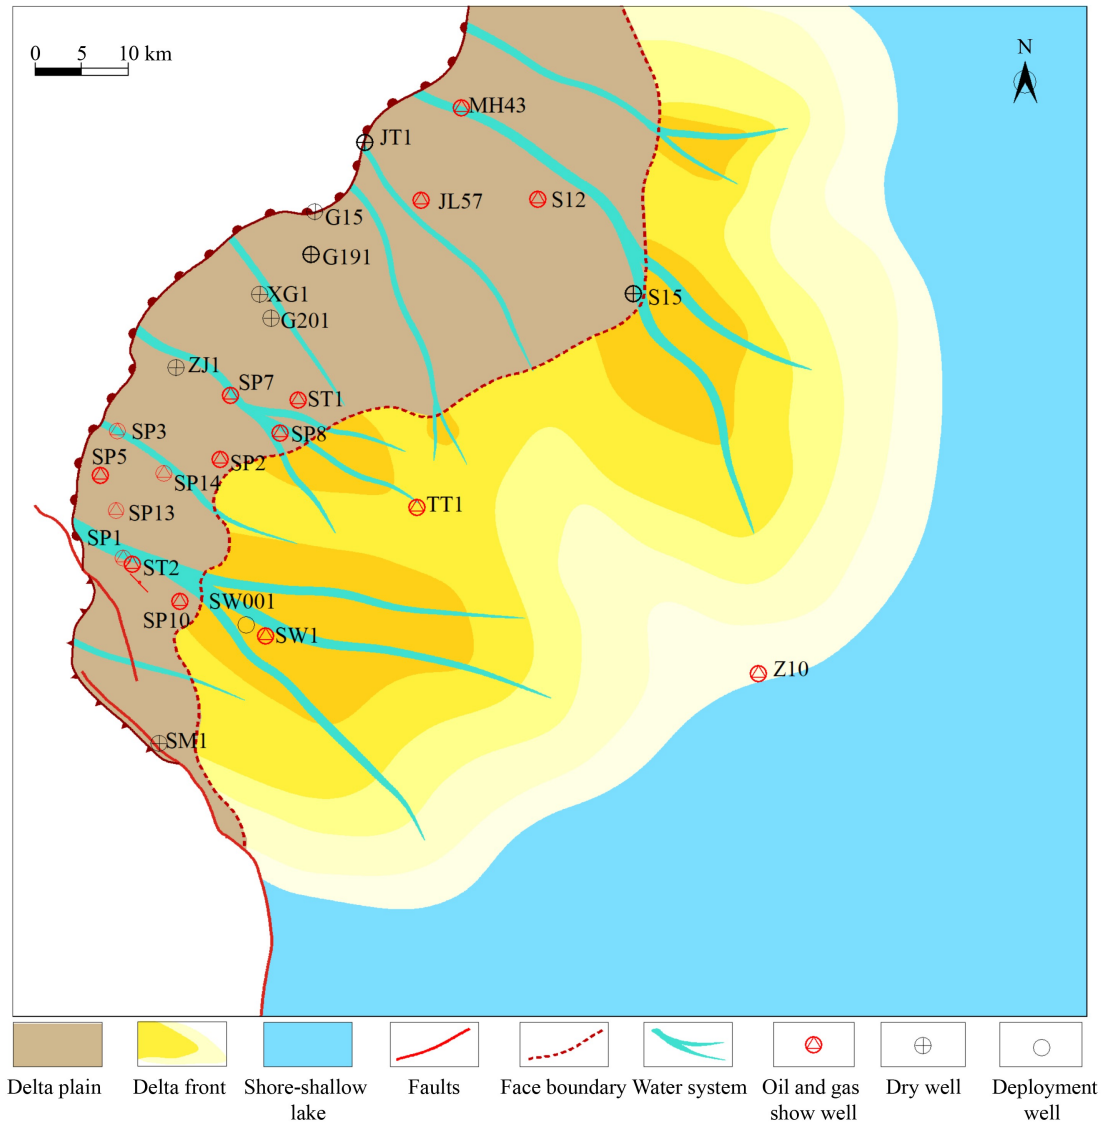 0 5 10 km
N
MH43
JT1
JL57
S12
G15
G191
XG1
S15
G201
ZJ1
SP7
ST1
SP3
SP8
SP5
SP2
SP14
TT1
SP13
SP1
ST2
SW001
SP10
SW1
Z10
SM1
Delta plain
Delta front
Shore-shallow
lake
Faults
Face boundary
Water system
Oil and gas
show well
Dry well
Deployment
well